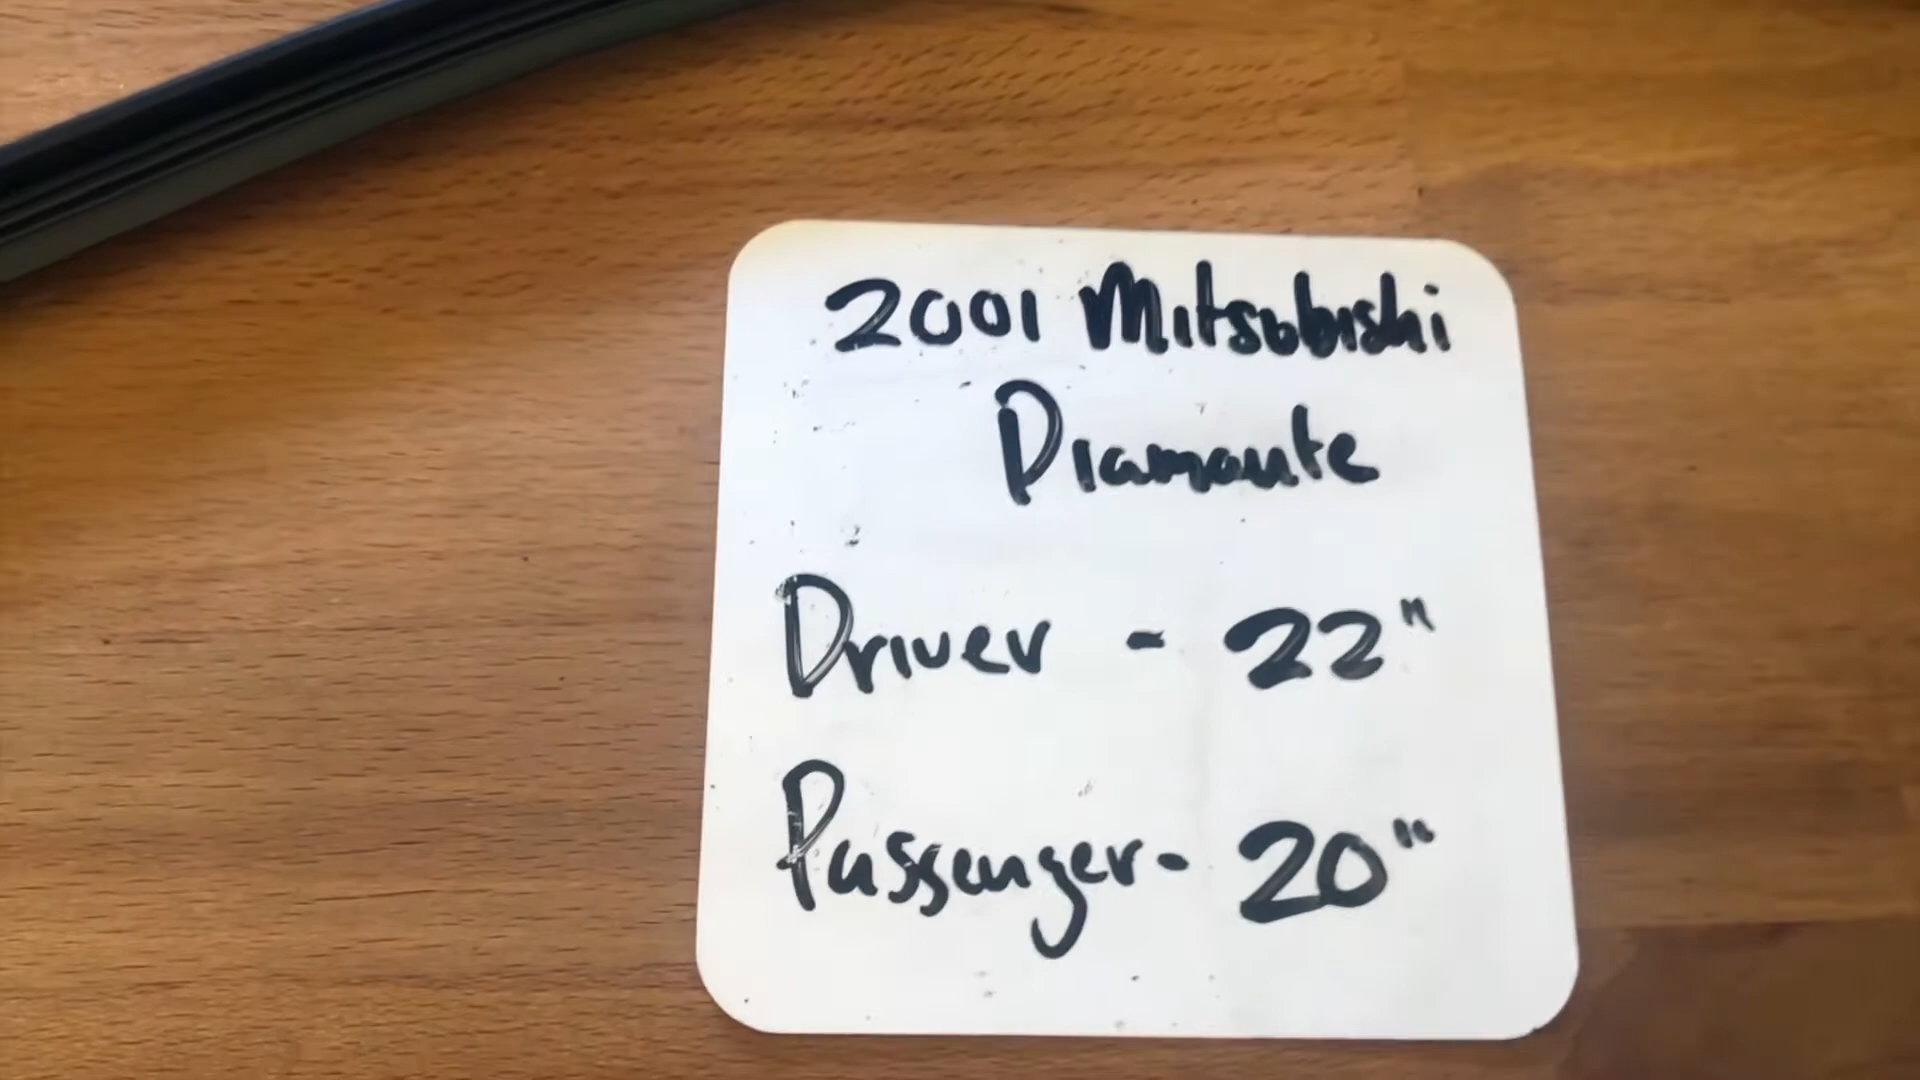 2001 Mitsubishi
Diamante
Driver - 22"
Passenger- 20"